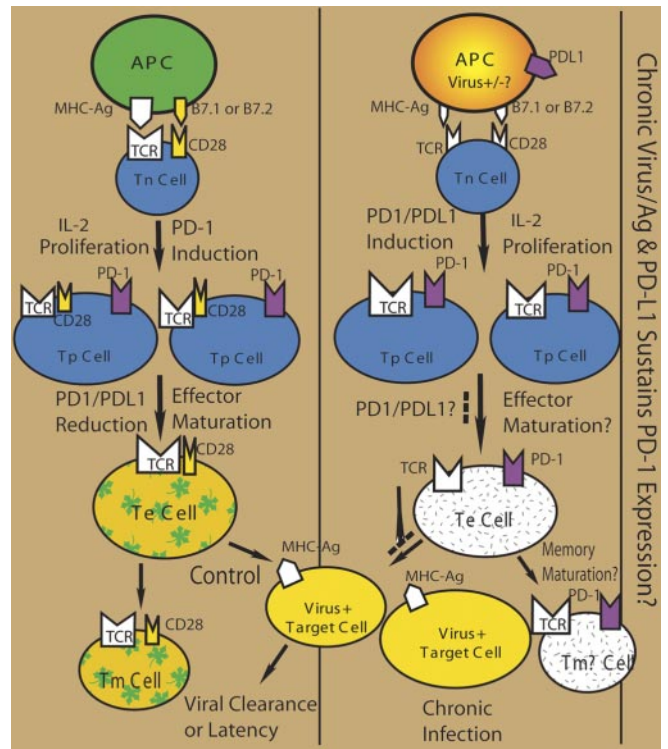 APC
MHC-Ag
B7.1 or B7.2
TCR
CD28
Tn Cell
IL-2
Proliferation
PD-1
Induction
PD-1
PD-1
TCR
CD28
TCR
CD28
Tp Cell
Tp Cell
PD1/PDL1
Reduction
Effector
Maturation
TCR
CD28
Te Cell
Control
MHC-Ag
Virus+
Target Cell
TCR
CD28
Tm Cell
Viral Clearance
or Latency
APC
Virus+/-?
PDL1
MHC-Ag
B7.1 or B7.2
TCR
CD28
Tn Cell
PD1/PDL1
Induction
IL-2
Proliferation
PD-1
PD-1
TCR
TCR
Tp Cell
Tp Cell
PD1/PDL1?
Effector
Maturation?
TCR
PD-1
Te Cell
Memory
Maturation?
MHC-Ag
Virus+
Target Cell
PD-1
TCR
Tm? Cell
Chronic
Infection
Chronic Virus/Ag & PD-L1 Sustains PD-1 Expression?